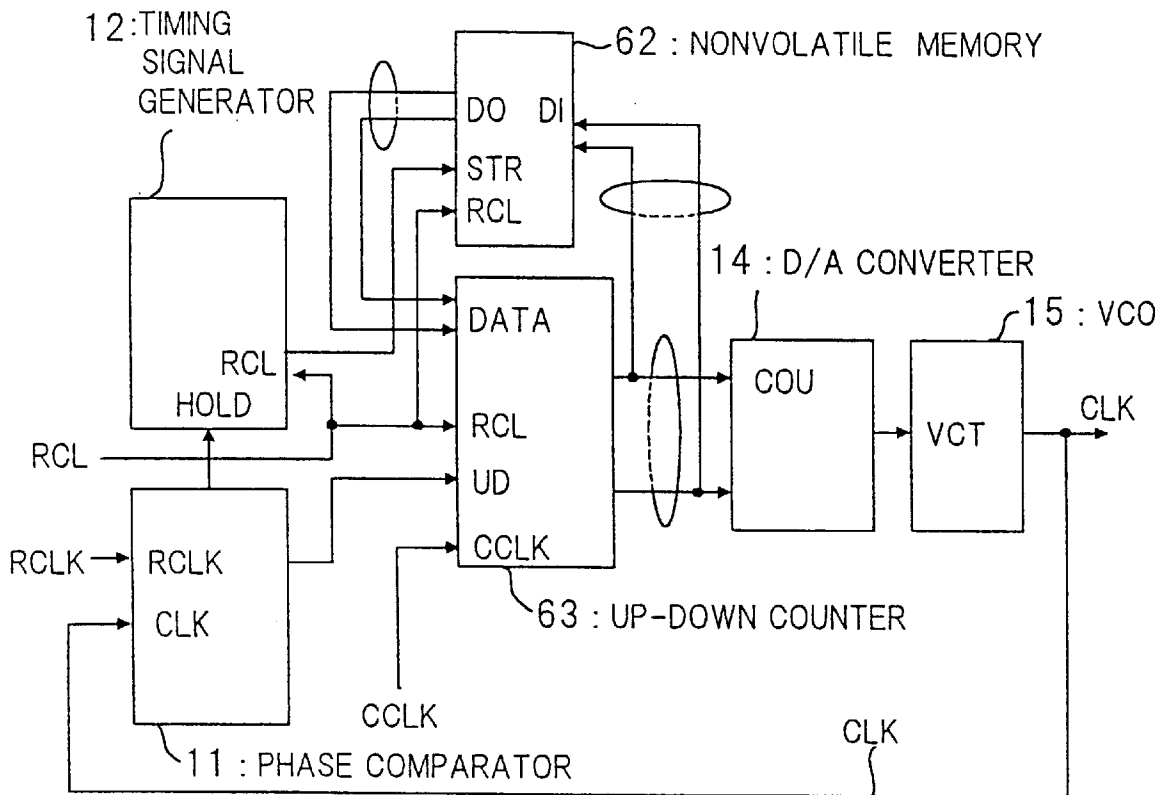 12:TIMING
SIGNAL
GENERATOR
62 : NONVOLATILE MEMORY
DO DI
STR
RCL
14 : D/A CONVERTER
15 : VCO
DATA
RCL
HOLD
COU
CLK
RCL
RCL
VCT
UD
RCLK
RCLK
CCLK
CLK
63 : UP-DOWN COUNTER
CCLK
CLK
11 : PHASE COMPARATOR